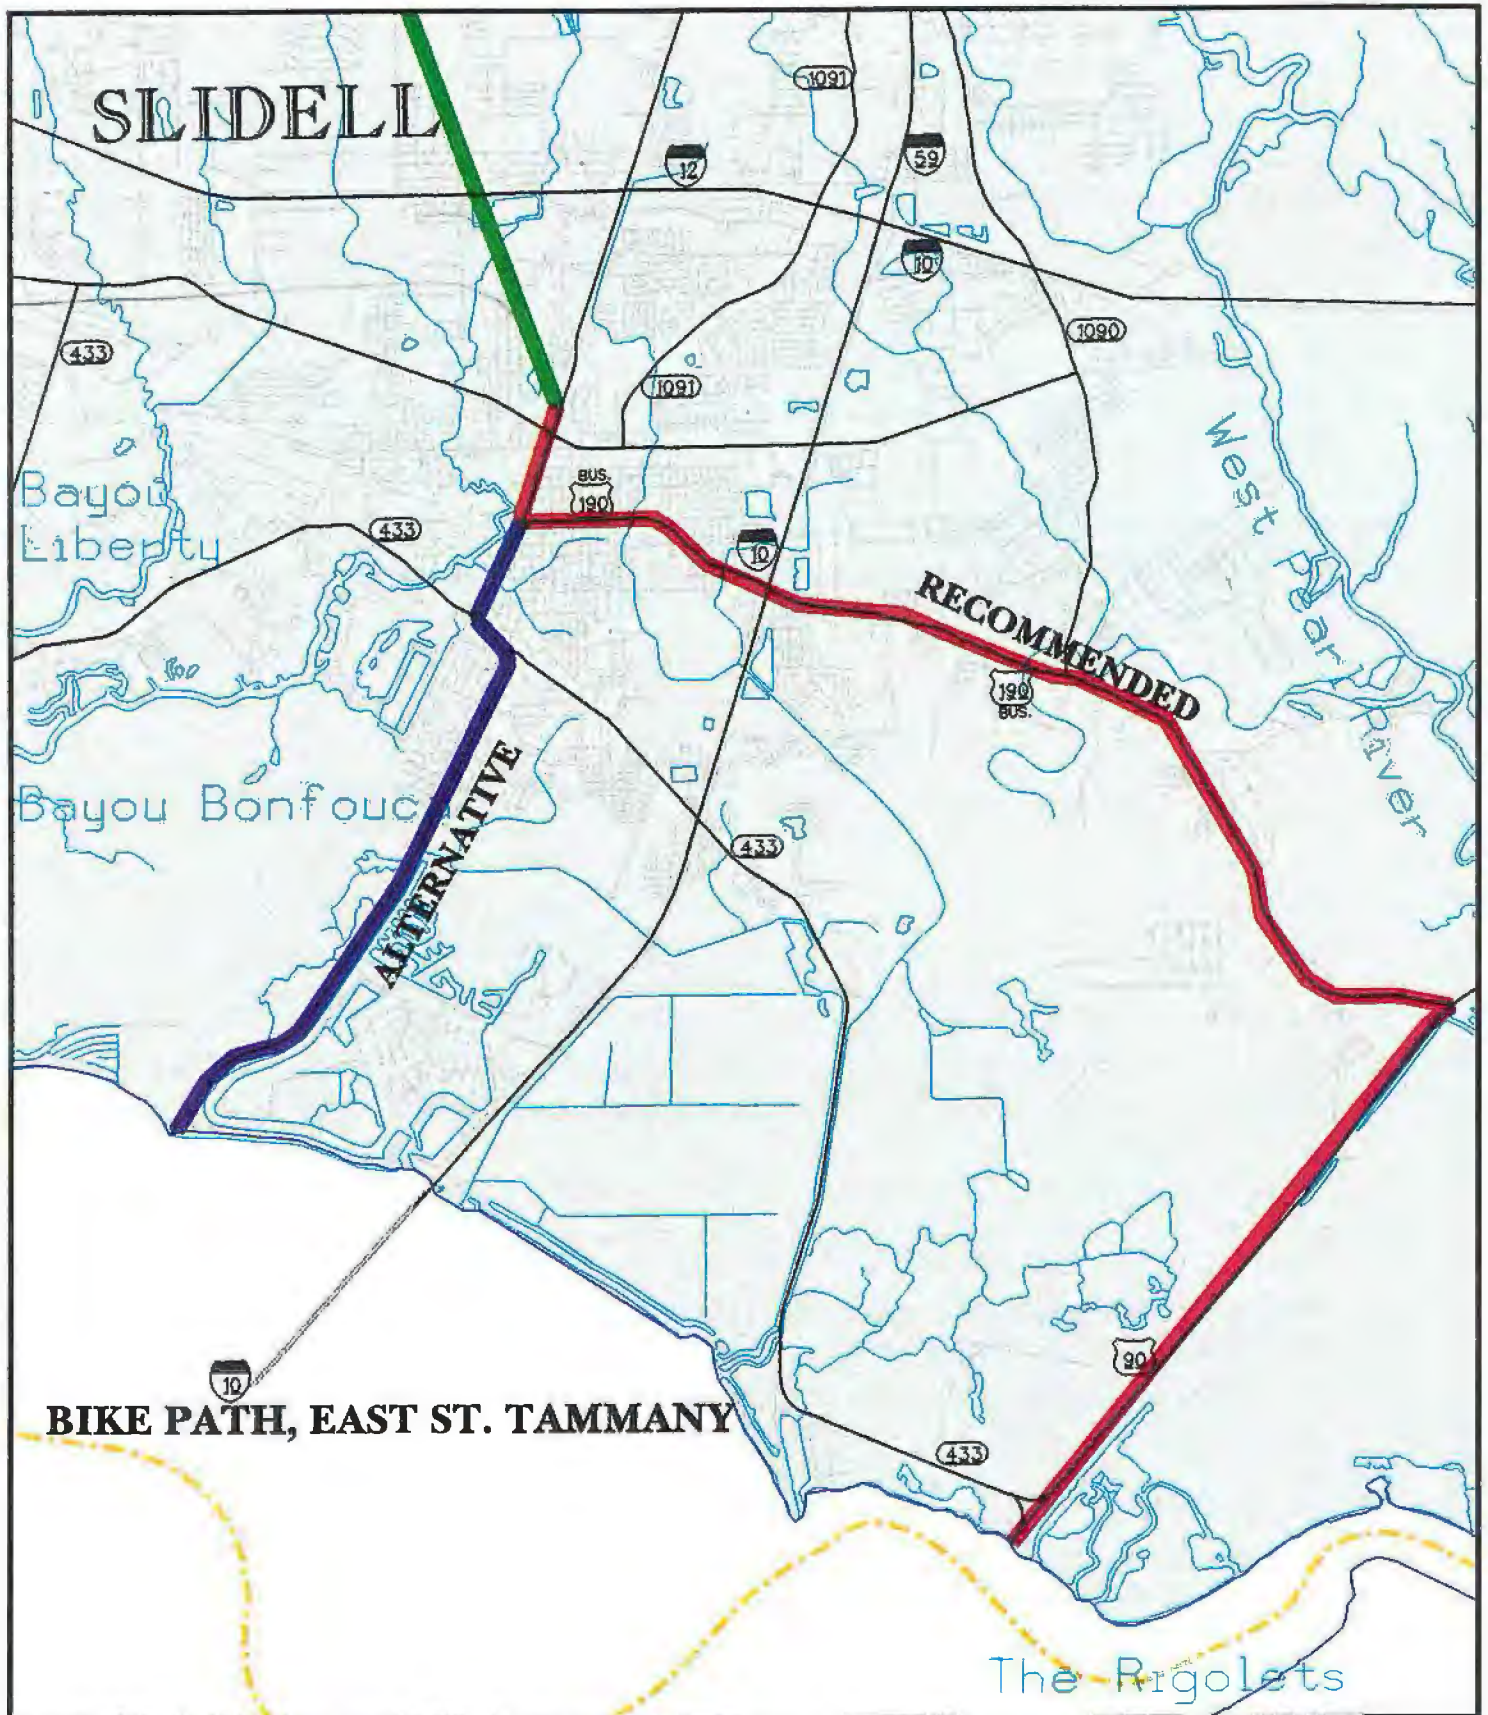 SLIDELL
1091
12
59
10
433
1090
1091
West Pearl River
Bayou
Liberty
BUS.
190
433
10
RECOMMENDED
190
BUS.
Bayou Bonfouca
ALTERNATIVE
433
90
10
BIKE PATH, EAST ST. TAMMANY
433
The Rigolets